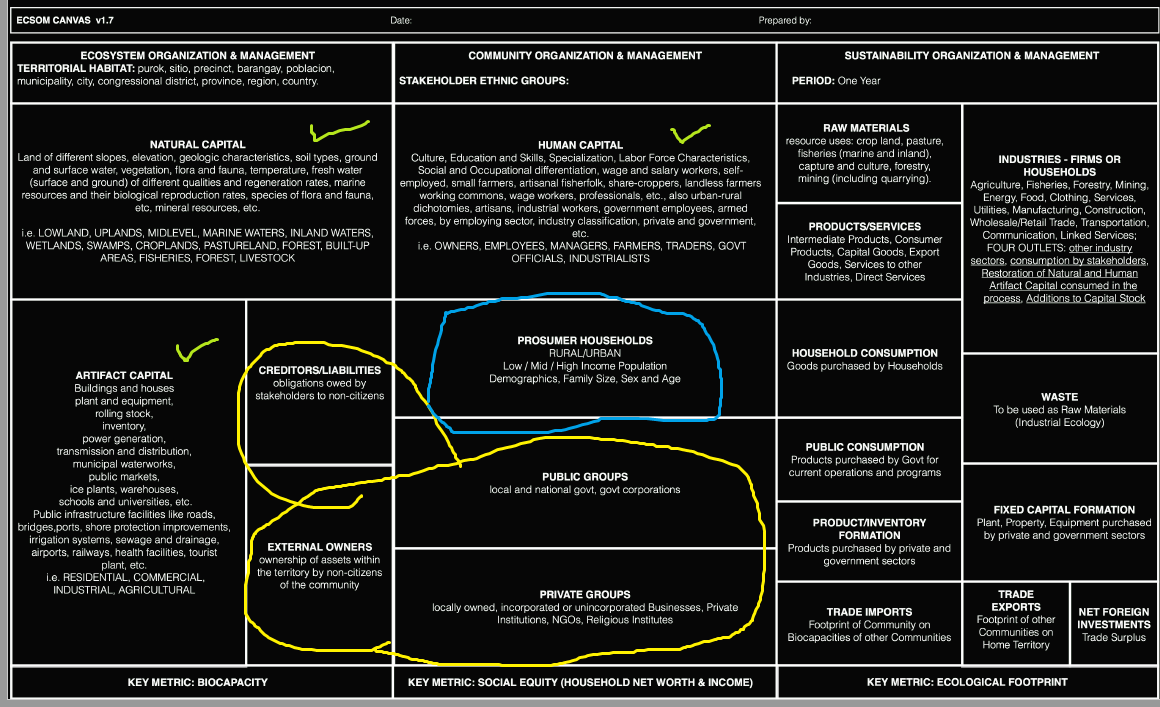 ECSOM CANVAS v1.7
Date:
Prepared by:
ECOSYSTEM ORGANIZATION & MANAGEMENT
TERRITORIAL HABITAT: purok, sitio, precinct, barangay, poblacion,
municipality, city, congressional district, province, region, country.
COMMUNITY ORGANIZATION & MANAGEMENT
STAKEHOLDER ETHNIC GROUPS:
SUSTAINABILITY ORGANIZATION & MANAGEMENT
PERIOD: One Year
NATURAL CAPITAL
Land of different slopes, elevation, geologic characteristics, soil types, ground
and surface water, vegetation, flora and fauna, temperature, fresh water
(surface and ground) of different qualities and regeneration rates, marine
resources and their biological reproduction rates, species of flora and fauna,
etc, mineral resources, etc.
i.e. LOWLAND, UPLANDS, MIDLEVEL, MARINE WATERS, INLAND WATERS,
WETLANDS, SWAMPS, CROPLANDS, PASTURELAND, FOREST, BUILT-UP
AREAS, FISHERIES, FOREST, LIVESTOCK
HUMAN CAPITAL
Culture, Education and Skills, Specialization, Labor Force Characteristics,
Social and Occupational differentiation, wage and salary workers, self-
employed, small farmers, artisanal fisherfolk, share-croppers, landless farmers
working commons, wage workers, professionals, etc., also urban-rural
dichotomies, artisans, industrial workers, government employees, armed
forces, by employing sector, industry classification, private and government,
etc.
i.e. OWNERS, EMPLOYEES, MANAGERS, FARMERS, TRADERS, GOVT
OFFICIALS, INDUSTRIALISTS
RAW MATERIALS
resource uses: crop land, pasture,
fisheries (marine and inland),
capture and culture, forestry,
mining (including quarrying).
PRODUCTS/SERVICES
Intermediate Products, Consumer
Products, Capital Goods, Export
Goods, Services to other
Industries, Direct Services
INDUSTRIES - FIRMS OR
HOUSEHOLDS
Agriculture, Fisheries, Forestry, Mining,
Energy, Food, Clothing, Services,
Utilities, Manufacturing, Construction,
Wholesale/Retail Trade, Transportation,
Communication, Linked Services;
FOUR OUTLETS: other industry
sectors, consumption by stakeholders,
Restoration of Natural and Human
Artifact Capital consumed in the
process, Additions to Capital Stock
ARTIFACT CAPITAL
Buildings and houses
plant and equipment,
rolling stock,
inventory,
power generation,
transmission and distribution,
municipal waterworks,
public markets,
ice plants, warehouses,
schools and universities, etc.
Public infrastructure facilities like roads,
bridges,ports, shore protection improvements,
irrigation systems, sewage and drainage,
airports, railways, health facilities, tourist
plant, etc.
i.e. RESIDENTIAL, COMMERCIAL,
INDUSTRIAL, AGRICULTURAL
CREDITORS/LIABILITIES
obligations owed by
stakeholders to non-citizens
EXTERNAL OWNERS
ownership of assets within
the territory by non-citizens
of the community
PROSUMER HOUSEHOLDS
RURAL/URBAN
Low / Mid / High Income Population
Demographics, Family Size, Sex and Age
PUBLIC GROUPS
local and national govt, govt corporations
PRIVATE GROUPS
locally owned, incorporated or unincorporated Businesses, Private
Institutions, NGOs, Religious Institutes
HOUSEHOLD CONSUMPTION
Goods purchased by Households
PUBLIC CONSUMPTION
Products purchased by Govt for
current operations and programs
PRODUCT/INVENTORY
FORMATION
Products purchased by private and
government sectors
TRADE IMPORTS
Footprint of Community on
Biocapacities of other Communities
WASTE
To be used as Raw Materials
(Industrial Ecology)
FIXED CAPITAL FORMATION
Plant, Property, Equipment purchased
by private and government sectors
TRADE
EXPORTS
Footprint of other
Communities on
Home Territory
NET FOREIGN
INVESTMENTS
Trade Surplus
KEY METRIC: BIOCAPACITY
KEY METRIC: SOCIAL EQUITY (HOUSEHOLD NET WORTH & INCOME)
KEY METRIC: ECOLOGICAL FOOTPRINT